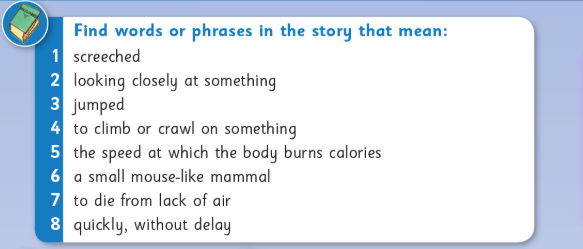 Find words or phrases in the story that mean:
1 screeched
2 looking closely at something
3 jumped
4 to climb or crawl on something
5 the speed at which the body burns calories
6 a small mouse-like mammal
7 to die from lack of air
8 quickly, without delay